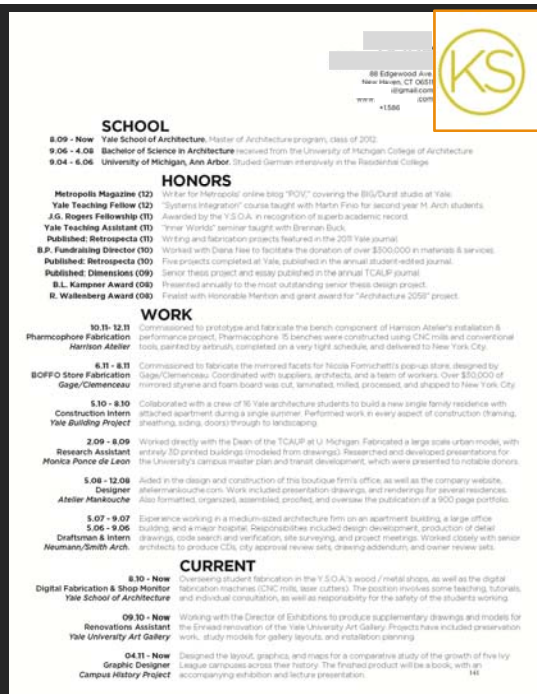 KS
88 Edgewood Ave.
New Haven, CT 06511
@gmail.com
www. .com
+1.586
SCHOOL
8.09 - Now Yale School of Architecture, Master of Architecture program, class of 2012.
9.06 - 4.08 Bachelor of Science in Architecture received from the University of Michigan College of Architecture
9.04 - 6.06 University of Michigan, Ann Arbor. Studied German intensively in the Residential College
HONORS
Metropolis Magazine (12) Writer for Metropolis' online blog "POV," covering the BIG/Durst studio at Yale.
Yale Teaching Fellow (12) "Systems Integration" course taught with Martin Finio for second year M. Arch students.
J.G. Rogers Fellowship (11) Awarded by the Y.S.O.A. in recognition of superb academic record.
Yale Teaching Assistant (11) "Inner Worlds" seminar taught with Brennan Buck.
Published: Retrospecta (11) Writing and fabrication projects featured in the 2011 Yale journal.
B.P. Fundraising Director (10) Worked with Diana Nee to facilitate the donation of over $300,000 in materials & services.
Published: Retrospecta (10) Five projects completed at Yale, published in the annual student-edited journal.
Published: Dimensions (09) Senior thesis project and essay published in the annual TCAUP journal.
B.L. Kampner Award (08) Presented annually to the most outstanding senior thesis design project.
R. Wallenberg Award (08) Finalist with Honorable Mention and grant award for "Architecture 2058" project.
WORK
10.11- 12.11 Commissioned to prototype and fabricate the bench component of Harrison Atelier's installation &
Pharmcophore Fabrication performance project, Pharmacophore. 15 benches were constructed using CNC mills and conventional
Harrison Atelier tools, painted by airbrush, completed on a very tight schedule, and delivered to New York City.
6.11 - 8.11 Commissioned to fabricate the mirrored facets for Nicola Formichetti's pop-up store, designed by
BOFFO Store Fabrication Gage/Clemenceau. Coordinated with suppliers, architects, and a team of workers. Over $30,000 of
Gage/Clemenceau mirrored styrene and foam board was cut, laminated, milled, processed, and shipped to New York City.
5.10 - 8.10 Collaborated with a crew of 16 Yale architecture students to build a new single family residence with
Construction Intern attached apartment during a single summer. Performed work in every aspect of construction (framing,
Yale Building Project sheathing, siding, doors) through to landscaping.
2.09 - 8.09 Worked directly with the Dean of the TCAUP at U. Michigan. Fabricated a large scale urban model, with
Research Assistant entirely 3D printed buildings (modeled from drawings). Researched and developed presentations for
Monica Ponce de Leon the University's campus master plan and transit development, which were presented to notable donors.
5.08 - 12.08 Aided in the design and construction of this boutique firm's office, as well as the company website,
Designer ateliermankouche.com. Work included presentation drawings, and renderings for several residences.
Atelier Mankouche Also formatted, organized, assembled, proofed, and oversaw the publication of a 900 page portfolio.
5.07 - 9.07 Experience working in a medium-sized architecture firm on an apartment building, a large office
5.06 - 9.06 building, and a major hospital. Responsibilities included design development, production of detail
Draftsman & Intern drawings, code search and verification, site surveying, and project meetings. Worked closely with senior
Neumann/Smith Arch. architects to produce CDs, city approval review sets, drawing addendum, and owner review sets.
CURRENT
8.10 - Now Overseeing student fabrication in the Y.S.O.A.'s wood / metal shops, as well as the digital
Digital Fabrication & Shop Monitor fabrication machines (CNC mills, laser cutters). The position involves some teaching, tutorials,
Yale School of Architecture and individual consultation, as well as responsibility for the safety of the students working.
09.10 - Now Working with the Director of Exhibitions to produce supplementary drawings and models for
Renovations Assistant the Ennead renovation of the Yale University Art Gallery. Projects have included preservation
Yale University Art Gallery work, study models for gallery layouts, and installation planning.
04.11 - Now Designed the layout, graphics, and maps for a comparative study of the growth of five Ivy
Graphic Designer League campuses across their history. The finished product will be a book, with an
Campus History Project accompanying exhibition and lecture presentation.
141